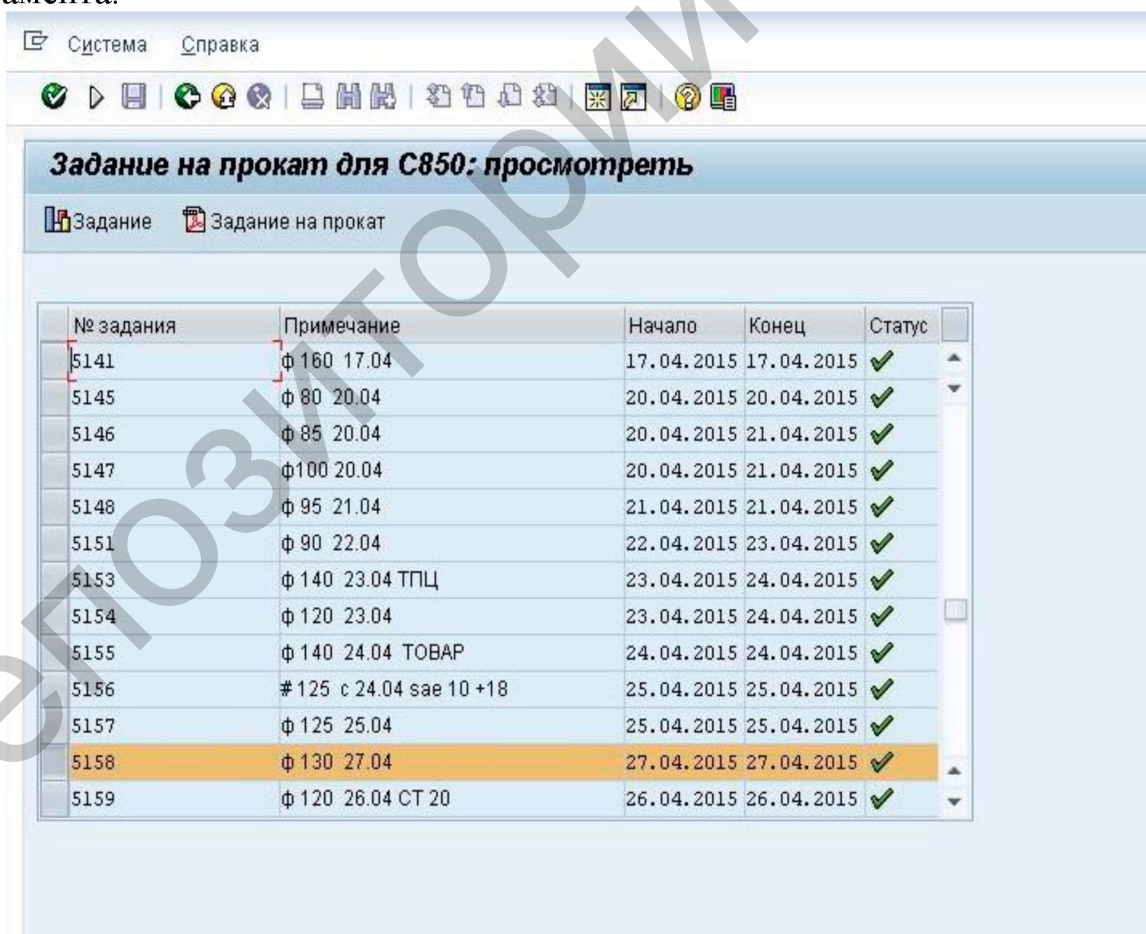 амента.
Система Справка
Задание на прокат для С850: просмотреть
Задание Задание на прокат
№ задания Примечание Начало Конец Статус
5141 ф 160 17.04 17.04.2015 17.04.2015
5145 ф 80 20.04 20.04.2015 20.04.2015
5146 ф 85 20.04 20.04.2015 21.04.2015
5147 ф100 20.04 20.04.2015 21.04.2015
5148 ф 95 21.04 21.04.2015 21.04.2015
5151 ф 90 22.04 22.04.2015 23.04.2015
5153 ф 140 23.04 ТПЦ 23.04.2015 24.04.2015
5154 ф 120 23.04 23.04.2015 24.04.2015
5155 ф 140 24.04 ТОВАР 24.04.2015 24.04.2015
5156 # 125 с 24.04 sae 10 +18 25.04.2015 25.04.2015
5157 ф 125 25.04 25.04.2015 25.04.2015
5158 ф 130 27.04 27.04.2015 27.04.2015
5159 ф 120 26.04 СТ 20 26.04.2015 26.04.2015
епозитории